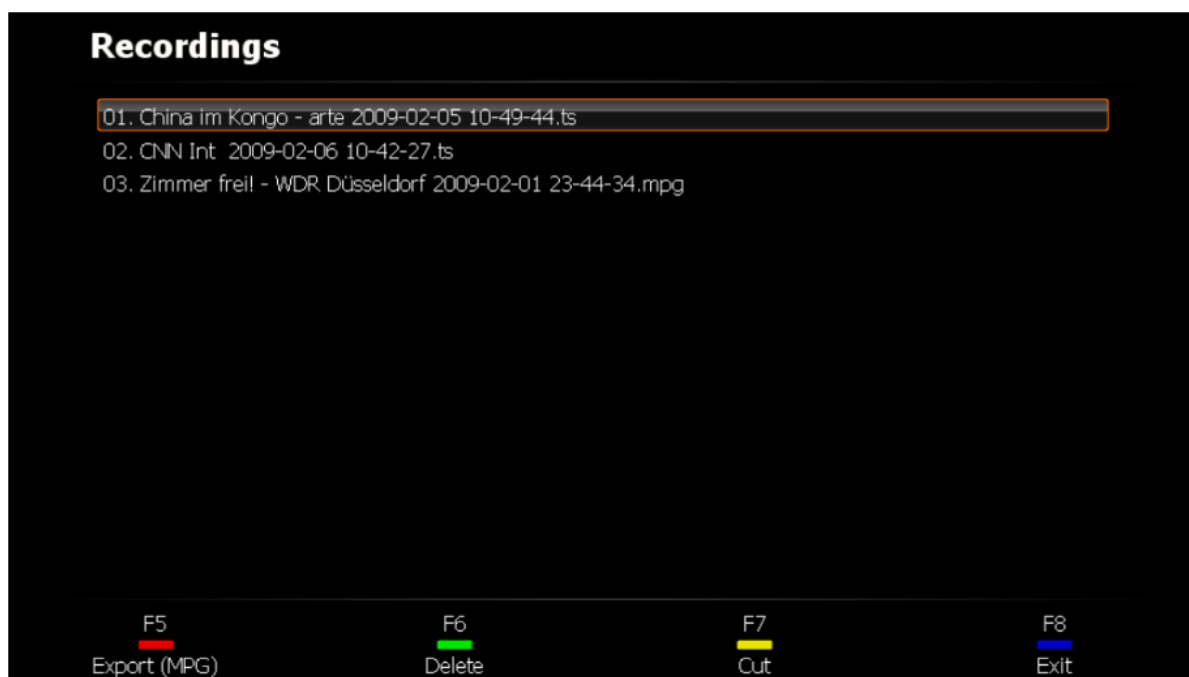 Recordings
01. China im Kongo - arte 2009-02-05 10-49-44.ts
02. CNN Int  2009-02-06 10-42-27.ts
03. Zimmer frei! - WDR Düsseldorf 2009-02-01 23-44-34.mpg
F5 F6 F7 F8
Export (MPG) Delete Cut Exit